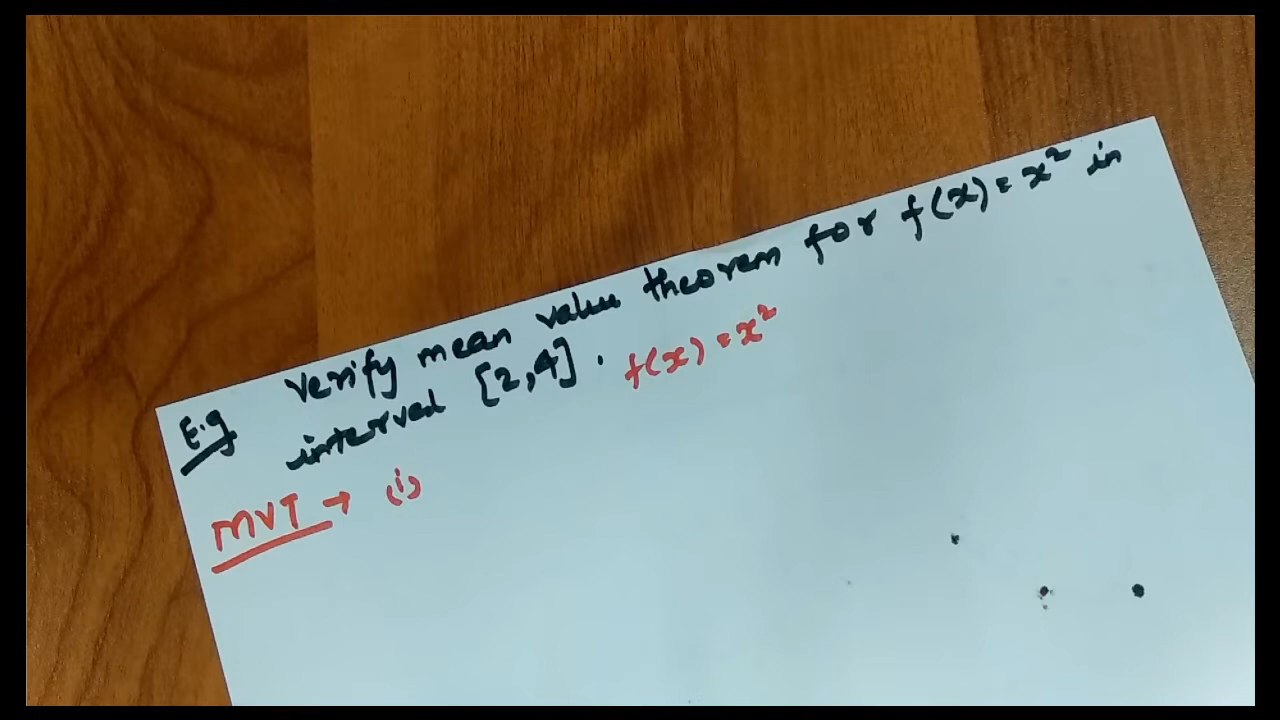 E.g. Verify mean value theorem for f(x) = x² in
interval [2,4]. f(x) = x²
MVT → (i)